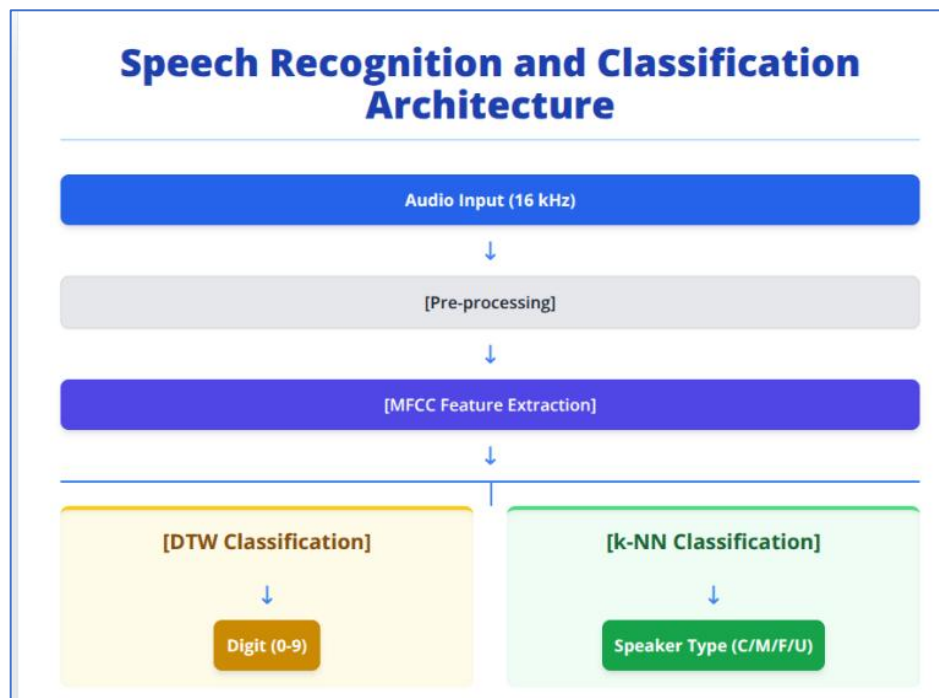 Speech Recognition and Classification
Architecture
Audio Input (16 kHz)
↓
[Pre-processing]
↓
[MFCC Feature Extraction]
↓
[DTW Classification]
↓
Digit (0-9)
[k-NN Classification]
↓
Speaker Type (C/M/F/U)